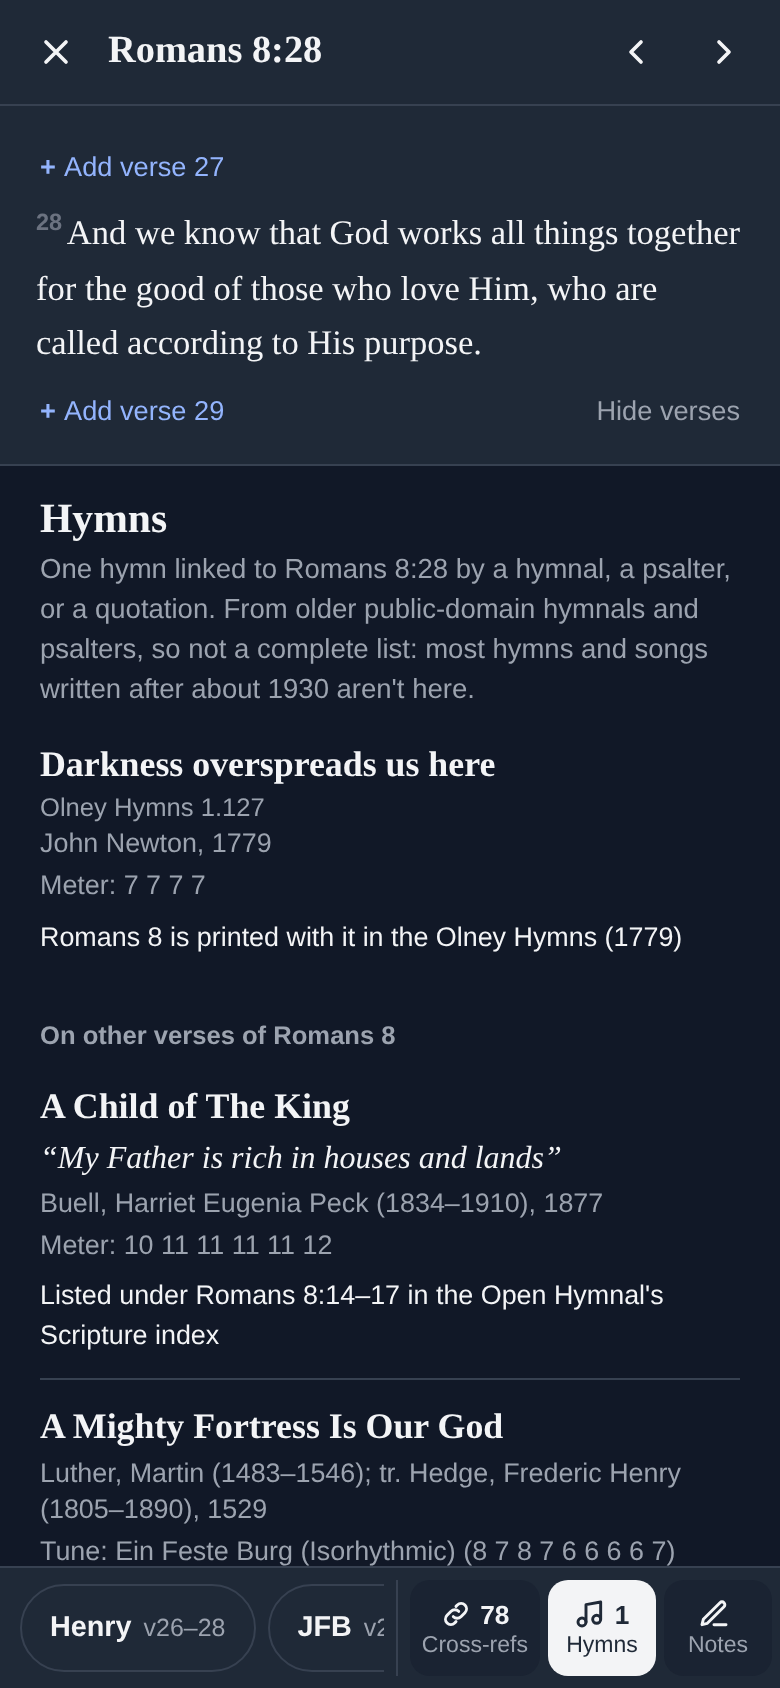 Romans 8:28
+ Add verse 27
28 And we know that God works all things together
for the good of those who love Him, who are
called according to His purpose.
+ Add verse 29
Hide verses
Hymns
One hymn linked to Romans 8:28 by a hymnal, a psalter,
or a quotation. From older public-domain hymnals and
psalters, so not a complete list: most hymns and songs
written after about 1930 aren't here.
Darkness overspreads us here
Olney Hymns 1.127
John Newton, 1779
Meter: 7 7 7 7
Romans 8 is printed with it in the Olney Hymns (1779)
On other verses of Romans 8
A Child of The King
“My Father is rich in houses and lands”
Buell, Harriet Eugenia Peck (1834–1910), 1877
Meter: 10 11 11 11 11 12
Listed under Romans 8:14–17 in the Open Hymnal's
Scripture index
A Mighty Fortress Is Our God
Luther, Martin (1483–1546); tr. Hedge, Frederic Henry
(1805–1890), 1529
Tune: Ein Feste Burg (Isorhythmic) (8 7 8 7 6 6 6 6 7)
Henry v26–28
JFB
78
Cross-refs
1
Hymns
Notes